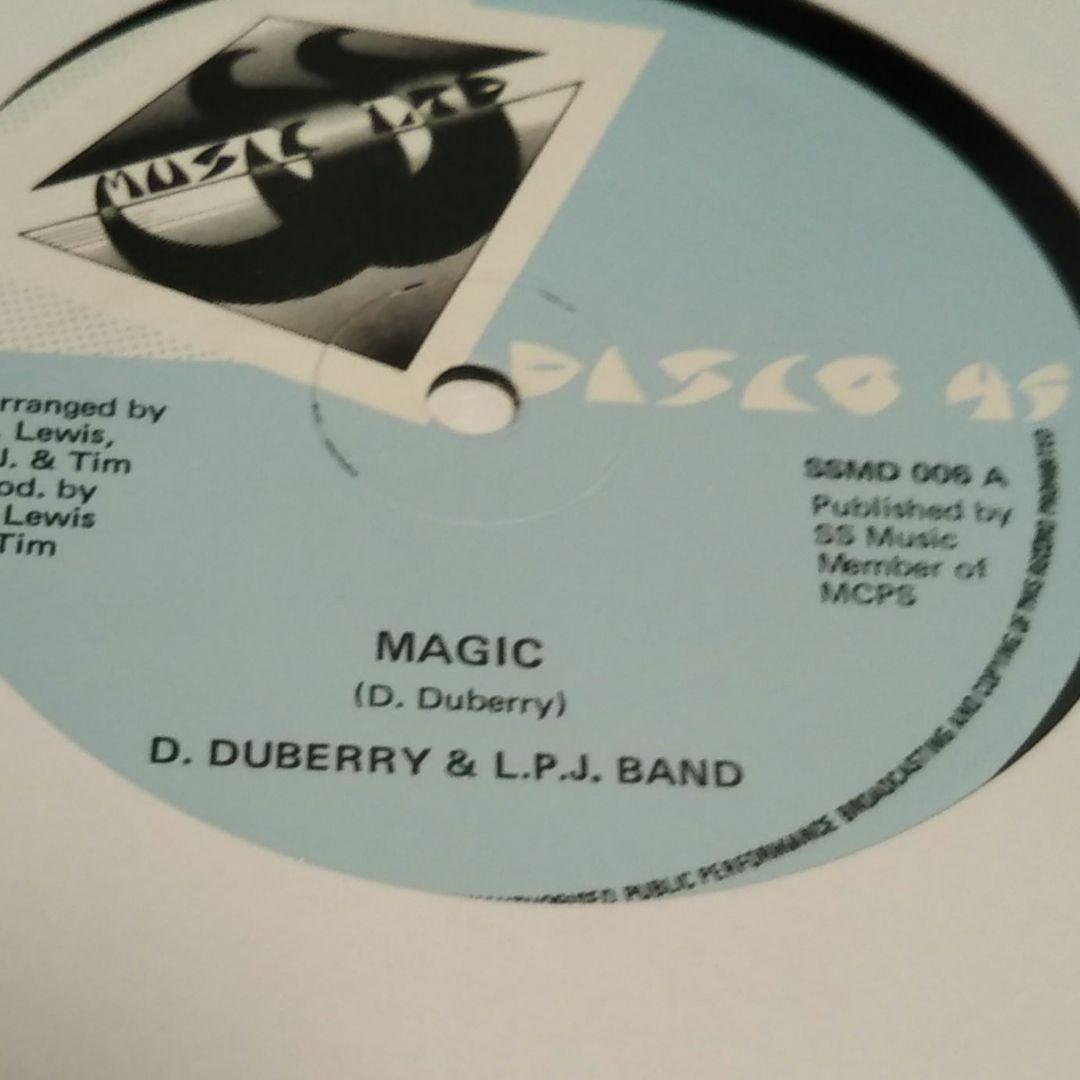 MUSIC LTD
DISCO 45
rranged by
Lewis,
J. & Tim
od. by
Lewis
Tim
SSMD 006 A
Published by
SS Music
Member of
MCPS
MAGIC
(D. Duberry)
D. DUBERRY & L.P.J. BAND
PUBLIC PERFORMANCE BROADCASTING AND COPYING OF THIS RECORD PROHIBITED